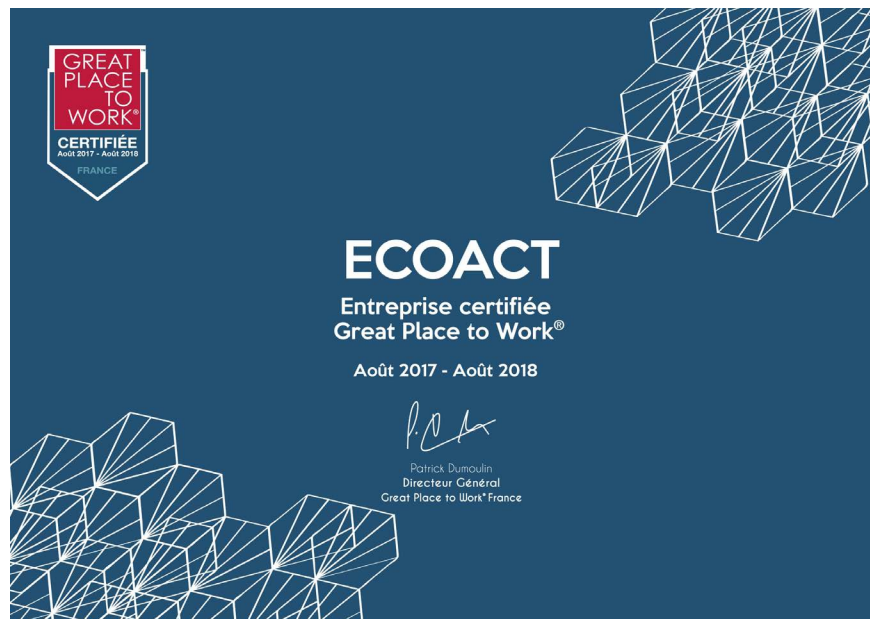 GREAT
PLACE
TO
WORK®
CERTIFIÉE
Août 2017 - Août 2018
FRANCE
ECOACT
Entreprise certifiée
Great Place to Work®
Août 2017 - Août 2018
Patrick Dumoulin
Directeur Général
Great Place to Work® France